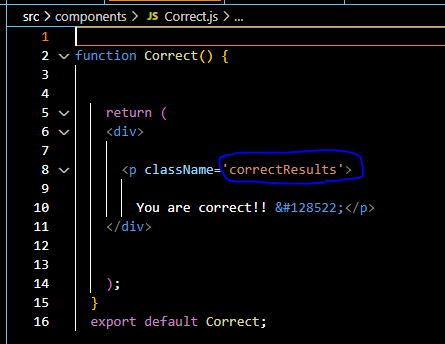 src > components > JS Correct.js > ...
1
2 function Correct() {
3
4
5 return (
6 <div>
7
8 <p className='correctResults'>
9
10 You are correct!! &#128522;</p>
11 </div>
12
13
14 );
15 }
16 export default Correct;